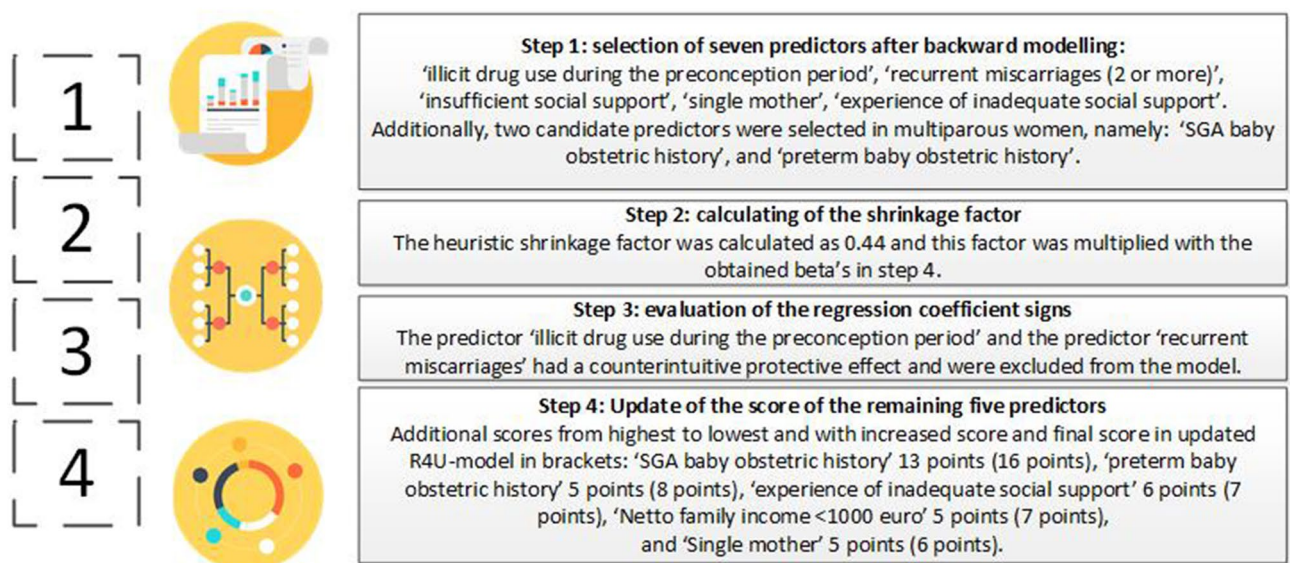 1
Step 1: selection of seven predictors after backward modelling:
‘illicit drug use during the preconception period’, ‘recurrent miscarriages (2 or more)’,
‘insufficient social support’, ‘single mother’, ‘experience of inadequate social support’.
Additionally, two candidate predictors were selected in multiparous women, namely: ‘SGA baby
obstetric history’, and ‘preterm baby obstetric history’.
2
Step 2: calculating of the shrinkage factor
The heuristic shrinkage factor was calculated as 0.44 and this factor was multiplied with the
obtained beta’s in step 4.
3
Step 3: evaluation of the regression coefficient signs
The predictor ‘illicit drug use during the preconception period’ and the predictor ‘recurrent
miscarriages’ had a counterintuitive protective effect and were excluded from the model.
4
Step 4: Update of the score of the remaining five predictors
Additional scores from highest to lowest and with increased score and final score in updated
R4U-model in brackets: ‘SGA baby obstetric history’ 13 points (16 points), ‘preterm baby
obstetric history’ 5 points (8 points), ‘experience of inadequate social support’ 6 points (7
points), ‘Netto family income <1000 euro’ 5 points (7 points),
and ‘Single mother’ 5 points (6 points).